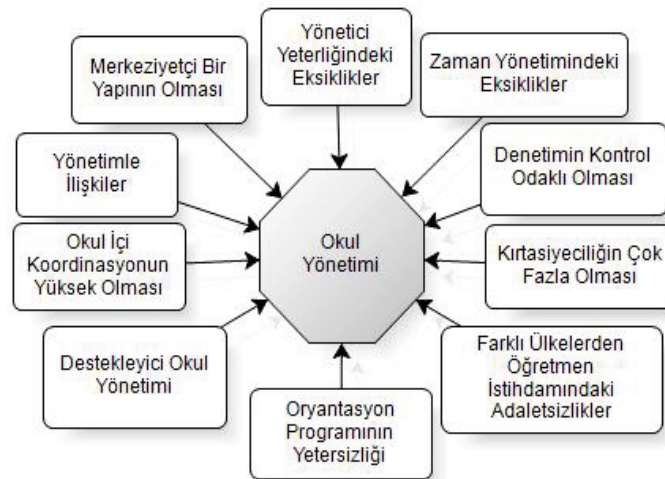 Yönetici
Yeterliğindeki
Eksiklikler
Merkeziyetçi Bir
Yapının Olması
Zaman Yönetimindeki
Eksiklikler
Yönetimle
İlişkiler
Denetimin Kontrol
Odaklı Olması
Okul
Yönetimi
Okul İçi
Koordinasyonun
Yüksek Olması
Kırtasiyeciliğin Çok
Fazla Olması
Destekleyici Okul
Yönetimi
Farklı Ülkelerden
Öğretmen
İstihdamındaki
Adaletsizlikler
Oryantasyon
Programının
Yetersizliği